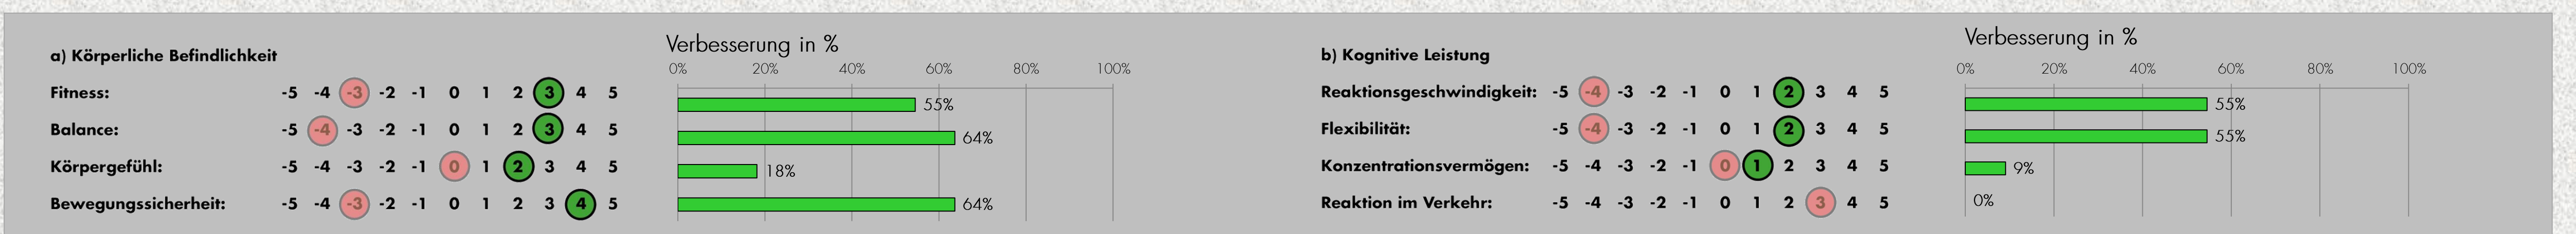 a) Körperliche Befindlichkeit
Verbesserung in %
0% 20% 40% 60% 80% 100%
Fitness: -5 -4 -3 -2 -1 0 1 2 3 4 5
55%
Balance: -5 -4 -3 -2 -1 0 1 2 3 4 5
64%
Körpergefühl: -5 -4 -3 -2 -1 0 1 2 3 4 5
18%
Bewegungssicherheit: -5 -4 -3 -2 -1 0 1 2 3 4 5
64%
b) Kognitive Leistung
Verbesserung in %
0% 20% 40% 60% 80% 100%
Reaktionsgeschwindigkeit: -5 -4 -3 -2 -1 0 1 2 3 4 5
55%
Flexibilität: -5 -4 -3 -2 -1 0 1 2 3 4 5
55%
Konzentrationsvermögen: -5 -4 -3 -2 -1 0 1 2 3 4 5
9%
Reaktion im Verkehr: -5 -4 -3 -2 -1 0 1 2 3 4 5
0%